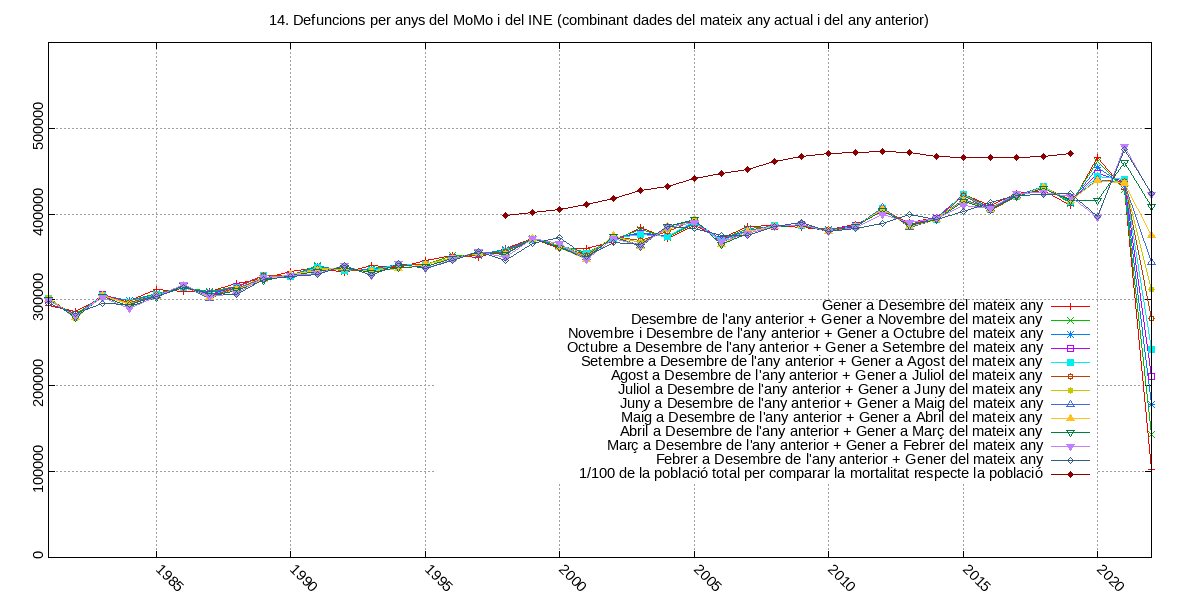 14. Defuncions per anys del MoMo i del INE (combinant dades del mateix any actual i del any anterior)
500000
400000
300000
200000
100000
0
Gener a Desembre del mateix any
Desembre de l'any anterior + Gener a Novembre del mateix any
Novembre i Desembre de l'any anterior + Gener a Octubre del mateix any
Octubre a Desembre de l'any anterior + Gener a Setembre del mateix any
Setembre a Desembre de l'any anterior + Gener a Agost del mateix any
Agost a Desembre de l'any anterior + Gener a Juliol del mateix any
Juliol a Desembre de l'any anterior + Gener a Juny del mateix any
Juny a Desembre de l'any anterior + Gener a Maig del mateix any
Maig a Desembre de l'any anterior + Gener a Abril del mateix any
Abril a Desembre de l'any anterior + Gener a Març del mateix any
Març a Desembre de l'any anterior + Gener a Febrer del mateix any
Febrer a Desembre de l'any anterior + Gener del mateix any
1/100 de la població total per comparar la mortalitat respecte la població
1985
1990
1995
2000
2005
2010
2015
2020